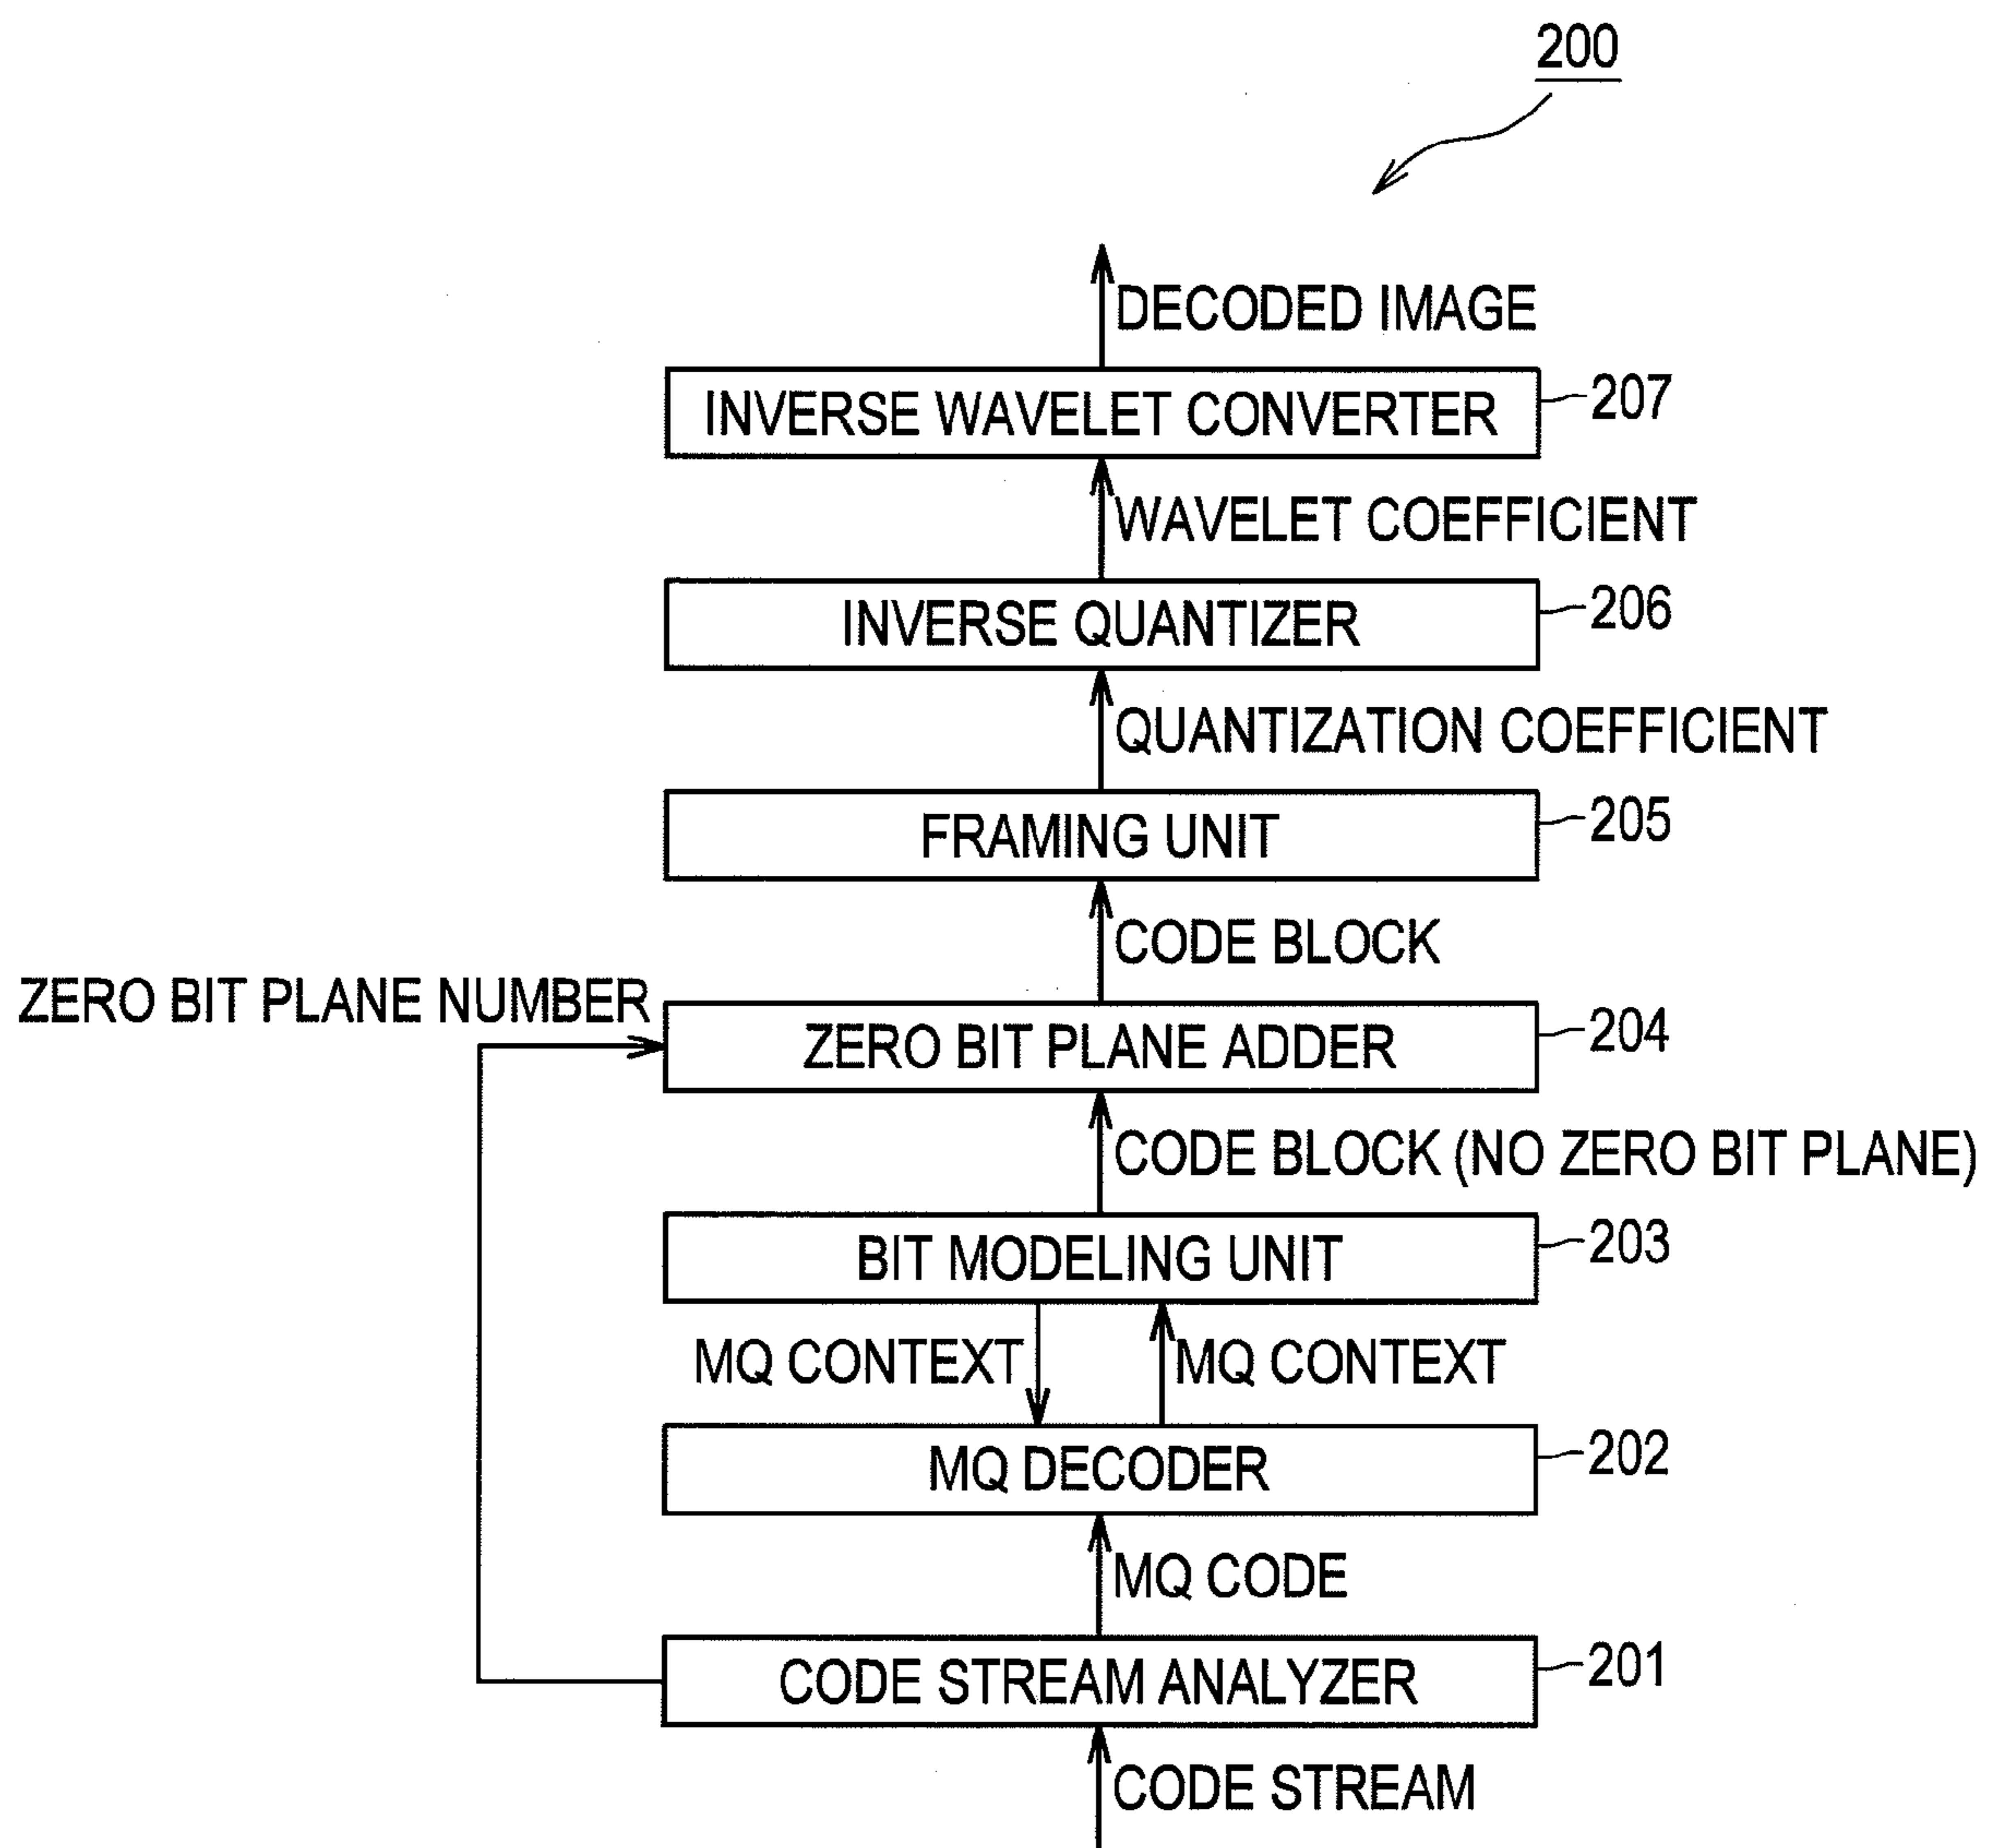 200
DECODED IMAGE
INVERSE WAVELET CONVERTER
207
WAVELET COEFFICIENT
INVERSE QUANTIZER
206
QUANTIZATION COEFFICIENT
FRAMING UNIT
205
CODE BLOCK
ZERO BIT PLANE NUMBER
ZERO BIT PLANE ADDER
204
CODE BLOCK (NO ZERO BIT PLANE)
BIT MODELING UNIT
203
MQ CONTEXT
MQ CONTEXT
MQ DECODER
202
MQ CODE
CODE STREAM ANALYZER
201
CODE STREAM